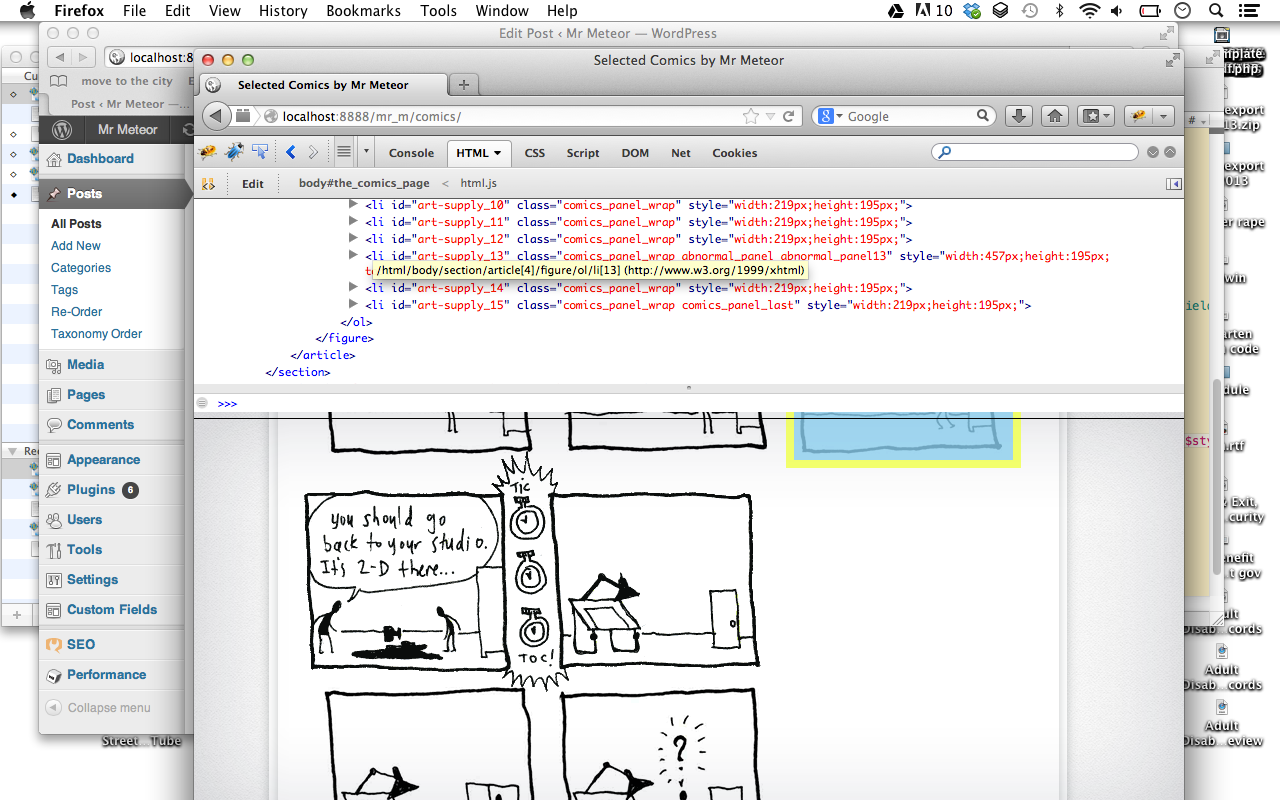 Firefox File Edit View History Bookmarks Tools Window Help
10
Edit Post ‹ Mr Meteor — WordPress
localhost:8
move to the city
Post ‹ Mr Meteor —...
Mr Meteor
Dashboard
Posts
All Posts
Add New
Categories
Tags
Re-Order
Taxonomy Order
Media
Pages
Comments
Appearance
Plugins 6
Users
Tools
Settings
Custom Fields
SEO
Performance
Collapse menu
Street...Tube
Selected Comics by Mr Meteor
Selected Comics by Mr Meteor
localhost:8888/mr_m/comics/
Google
Console HTML CSS Script DOM Net Cookies
Edit body#the_comics_page < html.js
<li id="art-supply_10" class="comics_panel_wrap" style="width:219px;height:195px;">
<li id="art-supply_11" class="comics_panel_wrap" style="width:219px;height:195px;">
<li id="art-supply_12" class="comics_panel_wrap" style="width:219px;height:195px;">
<li id="art-supply_13" class="comics_panel_wrap abnormal_panel abnormal_panel13" style="width:457px;height:195px;
/html/body/section/article[4]/figure/ol/li[13] (http://www.w3.org/1999/xhtml)
<li id="art-supply_14" class="comics_panel_wrap" style="width:219px;height:195px;">
<li id="art-supply_15" class="comics_panel_wrap comics_panel_last" style="width:219px;height:195px;">
</ol>
</figure>
</article>
</section>
>>>
TIC
you should go
back to your studio.
It's 2-D there...
TOC!
?
export
13.zip
export
2013
er rape
win
ield
arten
code
dule
$sty
.rtf
& Exit,
...curity
enefit
...t gov
dult
Disab...cords
Adult
Disab...cords
Adult
Disab...eview